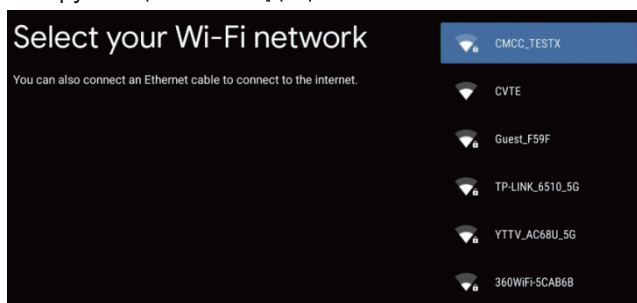 Select your Wi-Fi network
You can also connect an Ethernet cable to connect to the internet.
CMCC_TESTX
CVTE
Guest_F59F
TP-LINK_6510_5G
YTTV_AC68U_5G
360WiFi-5CAB6B